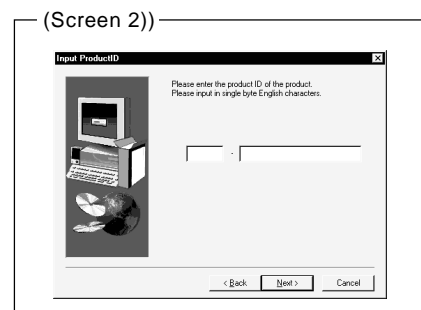 (Screen 2))
Input ProductID
Please enter the product ID of the product.
Please input in single byte English characters.
-
< Back Next > Cancel